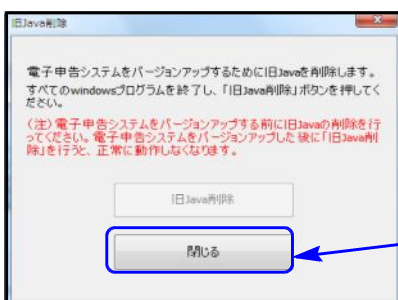 旧Java削除
電子申告システムをバージョンアップするために旧Javaを削除します。
すべてのwindowsプログラムを終了し、「旧Java削除」ボタンを押してく
ださい。
(注)電子申告システムをバージョンアップする前に旧Javaの削除を行
ってください。電子申告システムをバージョンアップした後に「旧Java削
除」を行うと、正常に動作しなくなります。
旧Java削除
閉じる